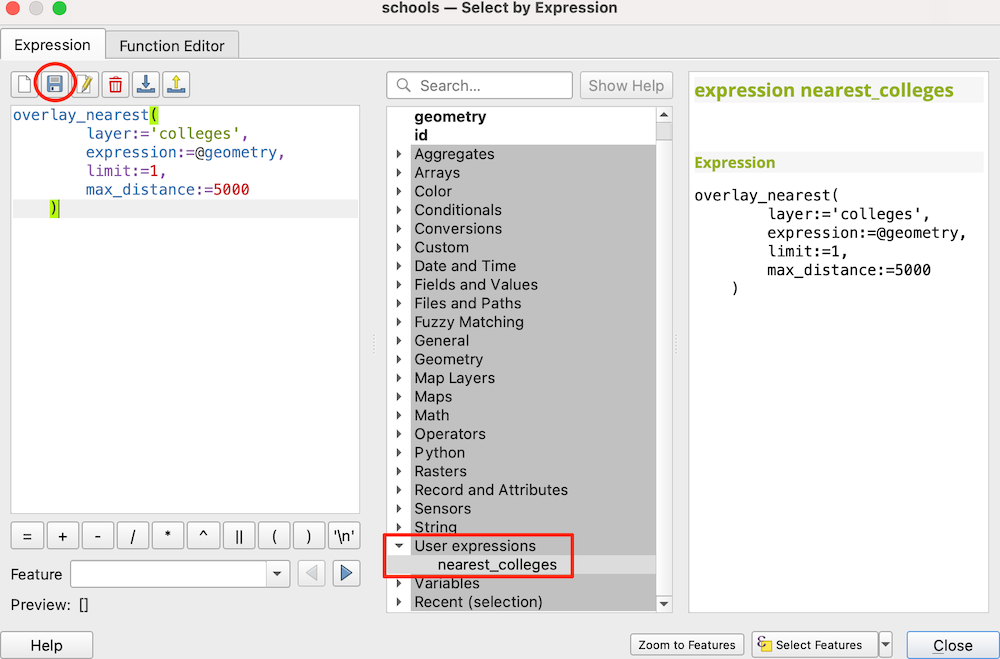 schools — Select by Expression
Expression
Function Editor
overlay_nearest(
layer:='colleges',
expression:=@geometry,
limit:=1,
max_distance:=5000
)
= + - / * ^ || ( ) '\n'
Feature
Preview: []
Search...
Show Help
geometry
id
Aggregates
Arrays
Color
Conditionals
Conversions
Custom
Date and Time
Fields and Values
Files and Paths
Fuzzy Matching
General
Geometry
Map Layers
Maps
Math
Operators
Python
Rasters
Record and Attributes
Sensors
String
User expressions
nearest_colleges
Variables
Recent (selection)
expression nearest_colleges
Expression
overlay_nearest(
layer:='colleges',
expression:=@geometry,
limit:=1,
max_distance:=5000
)
Help
Zoom to Features
Select Features
Close